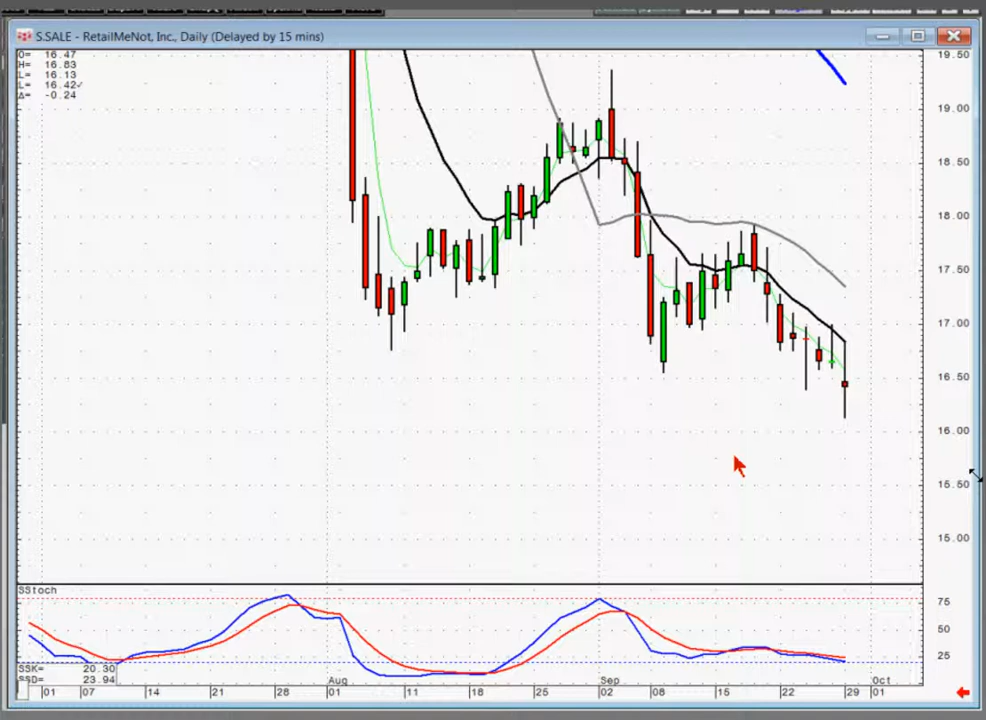 S.SALE - RetailMeNot, Inc., Daily (Delayed by 15 mins)
O= 16.47
H= 16.83
L= 16.13
L= 16.42✓
Δ= -0.24
19.50
19.00
18.50
18.00
17.50
17.00
16.50
16.00
15.50
15.00
SStoch
75
50
25
SSK= 20.30
SSD= 23.94
Aug
Sep
Oct
01 07 14 21 28 01 11 18 25 02 08 15 22 29 01